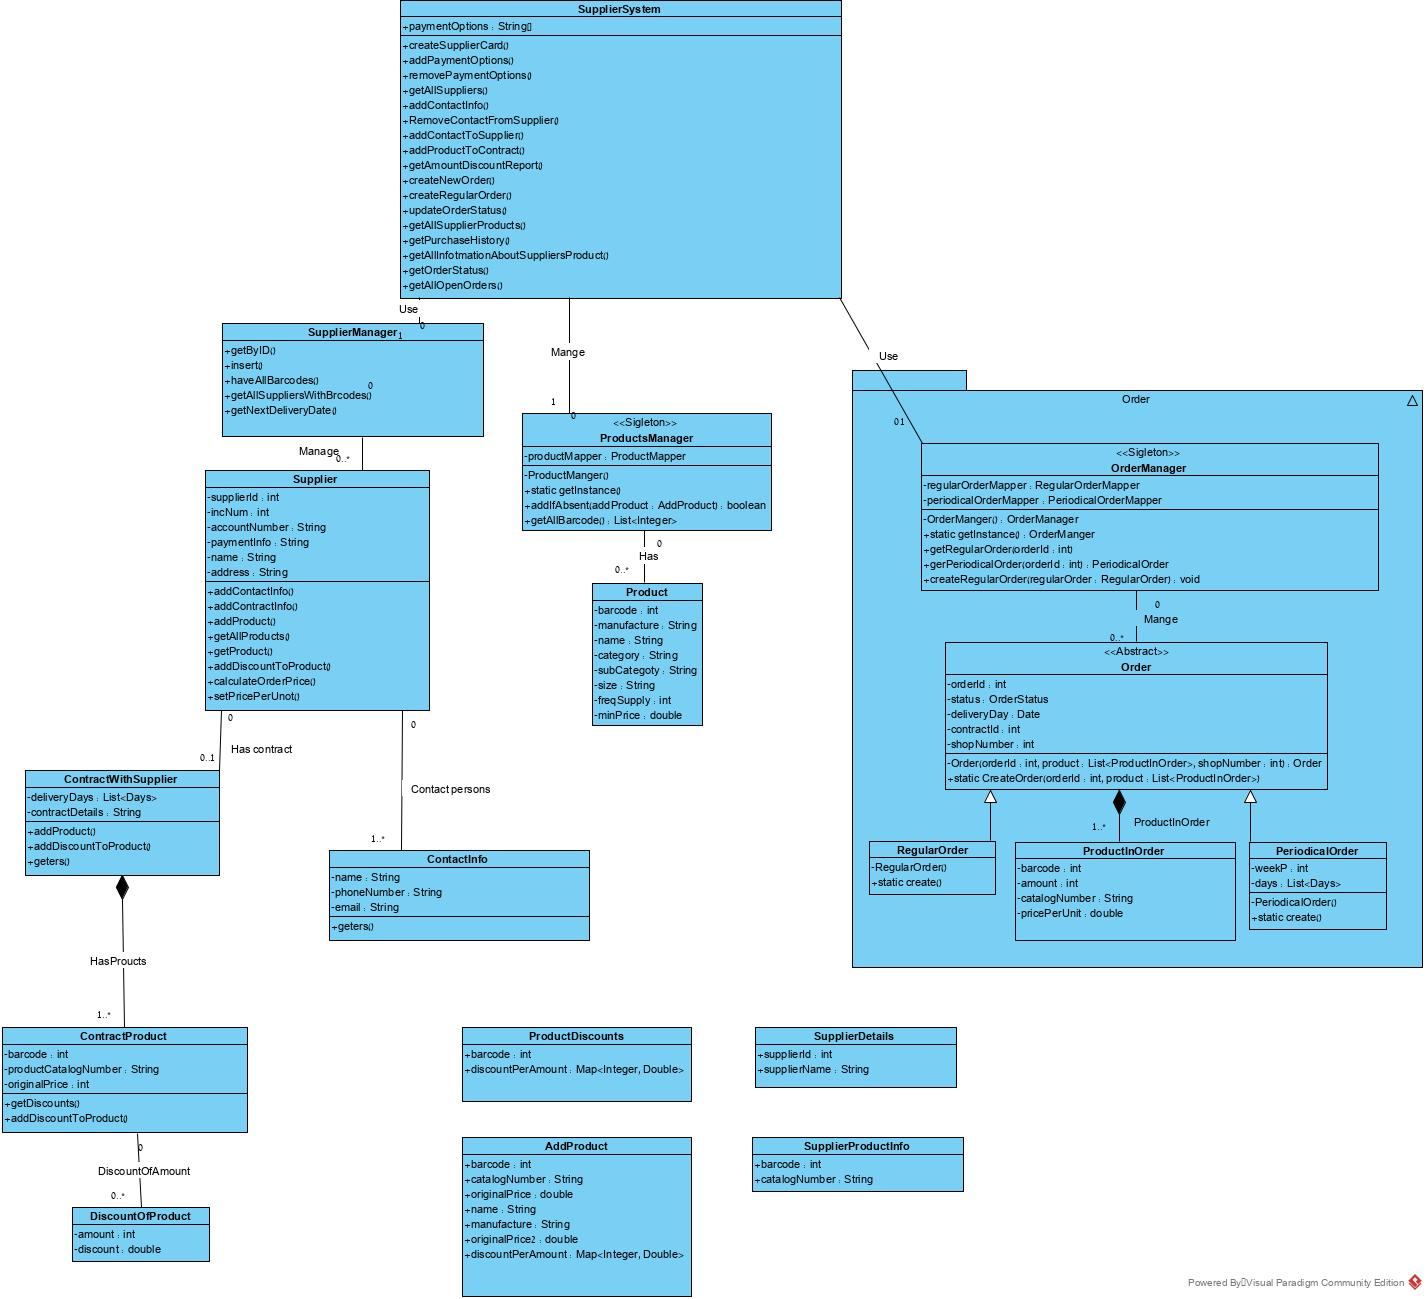 SupplierSystem
+paymentOptions : String[]
+createSupplierCard()
+addPaymentOptions()
+removePaymentOptions()
+getAllSuppliers()
+addContactInfo()
+RemoveContactFromSupplier()
+addContactToSupplier()
+addProductToContract()
+getAmountDiscountReport()
+createNewOrder()
+createRegularOrder()
+updateOrderStatus()
+getAllSupplierProducts()
+getPurchaseHistory()
+getAllInfotmationAboutSuppliersProduct()
+getOrderStatus()
+getAllOpenOrders()
Use
0
1
SupplierManager
+getByID()
+insert()
+haveAllBarcodes()
+getAllSuppliersWithBrcodes()
+getNextDeliveryDate()
0
Manage
0..*
Supplier
-supplierId : int
-incNum : int
-accountNumber : String
-paymentInfo : String
-name : String
-address : String
+addContactInfo()
+addContractInfo()
+addProduct()
+getAllProducts()
+getProduct()
+addDiscountToProduct()
+calculateOrderPrice()
+setPricePerUnot()
0
Has contract
0..1
ContractWithSupplier
-deliveryDays : List<Days>
-contractDetails : String
+addProduct()
+addDiscountToProduct()
+geters()
0
Contact persons
1..*
ContactInfo
-name : String
-phoneNumber : String
-email : String
+geters()
HasProucts
1..*
ContractProduct
-barcode : int
-productCatalogNumber : String
-originalPrice : int
+getDiscounts()
+addDiscountToProduct()
0
DiscountOfAmount
0..*
DiscountOfProduct
-amount : int
-discount : double
Mange
1
0
<<Sigleton>>
ProductsManager
-productMapper : ProductMapper
-ProductManger()
+static getInstance()
+addIfAbsent(addProduct : AddProduct) : boolean
+getAllBarcode() : List<Integer>
0
Has
0..*
Product
-barcode : int
-manufacture : String
-name : String
-category : String
-subCategoty : String
-size : String
-freqSupply : int
-minPrice : double
Use
01
Order
<<Sigleton>>
OrderManager
-regularOrderMapper : RegularOrderMapper
-periodicalOrderMapper : PeriodicalOrderMapper
-OrderManger() : OrderManager
+static getInstance() : OrderManger
+getRegularOrder(orderId : int)
+gerPeriodicalOrder(orderId : int) : PeriodicalOrder
+createRegularOrder(regularOrder : RegularOrder) : void
0
Mange
0..*
<<Abstract>>
Order
-orderId : int
-status : OrderStatus
-deliveryDay : Date
-contractId : int
-shopNumber : int
-Order(orderId : int, product : List<ProductInOrder>, shopNumber : int) : Order
+static CreateOrder(orderId : int, product : List<ProductInOrder>)
ProductInOrder
1..*
RegularOrder
-RegularOrder()
+static create()
ProductInOrder
-barcode : int
-amount : int
-catalogNumber : String
-pricePerUnit : double
PeriodicalOrder
-weekP : int
-days : List<Days>
-PeriodicalOrder()
+static create()
ProductDiscounts
+barcode : int
+discountPerAmount : Map<Integer, Double>
SupplierDetails
+supplierId : int
+supplierName : String
AddProduct
+barcode : int
+catalogNumber : String
+originalPrice : double
+name : String
+manufacture : String
+originalPrice2 : double
+discountPerAmount : Map<Integer, Double>
SupplierProductInfo
+barcode : int
+catalogNumber : String
Powered By Visual Paradigm Community Edition